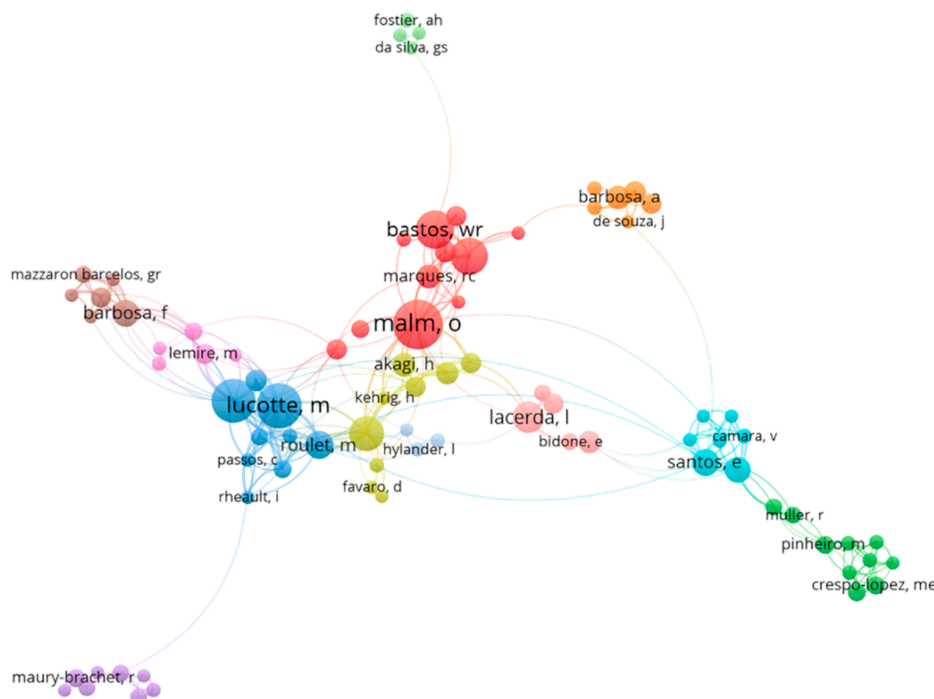 fostier, ah
da silva, gs
barbosa, a
de souza, j
bastos, wr
marques, rc
mazzaron barcelos, gr
barbosa, f
malm, o
lemire, m
akagi, h
kehrig, h
lucotte, m
lacerda, l
roulet, m
hylander, l
bidone, e
camara, v
passos, c
santos, e
favaro, d
rheault, i
muller, r
pinheiro, m
crespo-lopez, me
maury-brachet, r